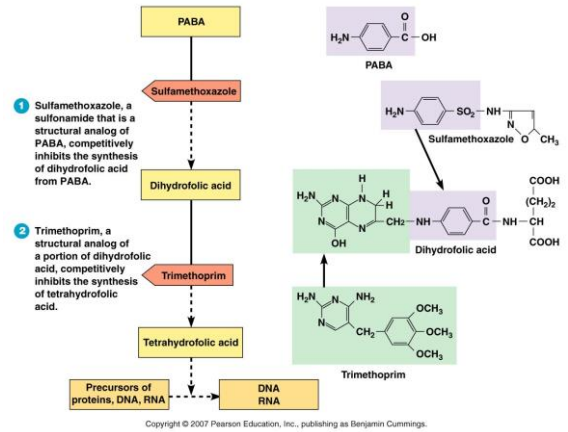 PABA
Sulfamethoxazole
1 Sulfamethoxazole, a
sulfonamide that is a
structural analog of
PABA, competitively
inhibits the synthesis
of dihydrofolic acid
from PABA.
Dihydrofolic acid
2 Trimethoprim, a
structural analog of
a portion of dihydrofolic
acid, competitively
inhibits the synthesis
of tetrahydrofolic
acid.
Trimethoprim
Tetrahydrofolic acid
Precursors of
proteins, DNA, RNA
DNA
RNA
O
H₂N
C
OH
PABA
H₂N
SO₂
NH
N
O
CH₃
Sulfamethoxazole
H
H₂N
N
N
H
H
N
N
OH
CH₂
NH
O
C
NH
COOH
(CH₂)₂
C
H
COOH
Dihydrofolic acid
H₂N
N
NH₂
N
CH₂
OCH₃
OCH₃
OCH₃
Trimethoprim
Copyright © 2007 Pearson Education, Inc., publishing as Benjamin Cummings.